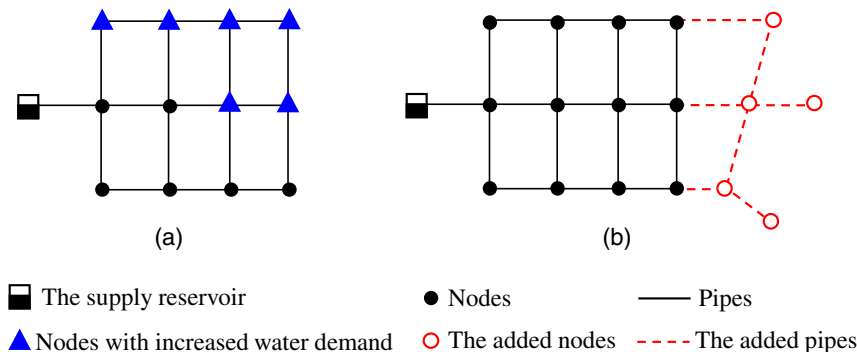 (a)
(b)
The supply reservoir
Nodes
Pipes
Nodes with increased water demand
The added nodes
The added pipes